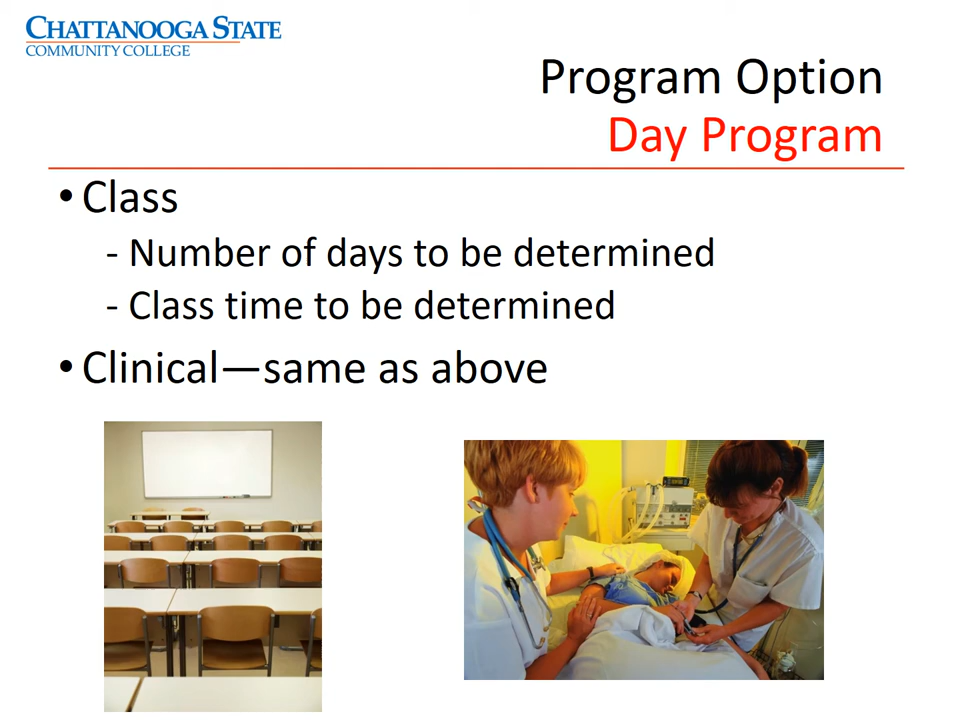 CHATTANOOGA STATE
COMMUNITY COLLEGE
Program Option
Day Program
• Class
- Number of days to be determined
- Class time to be determined
• Clinical—same as above